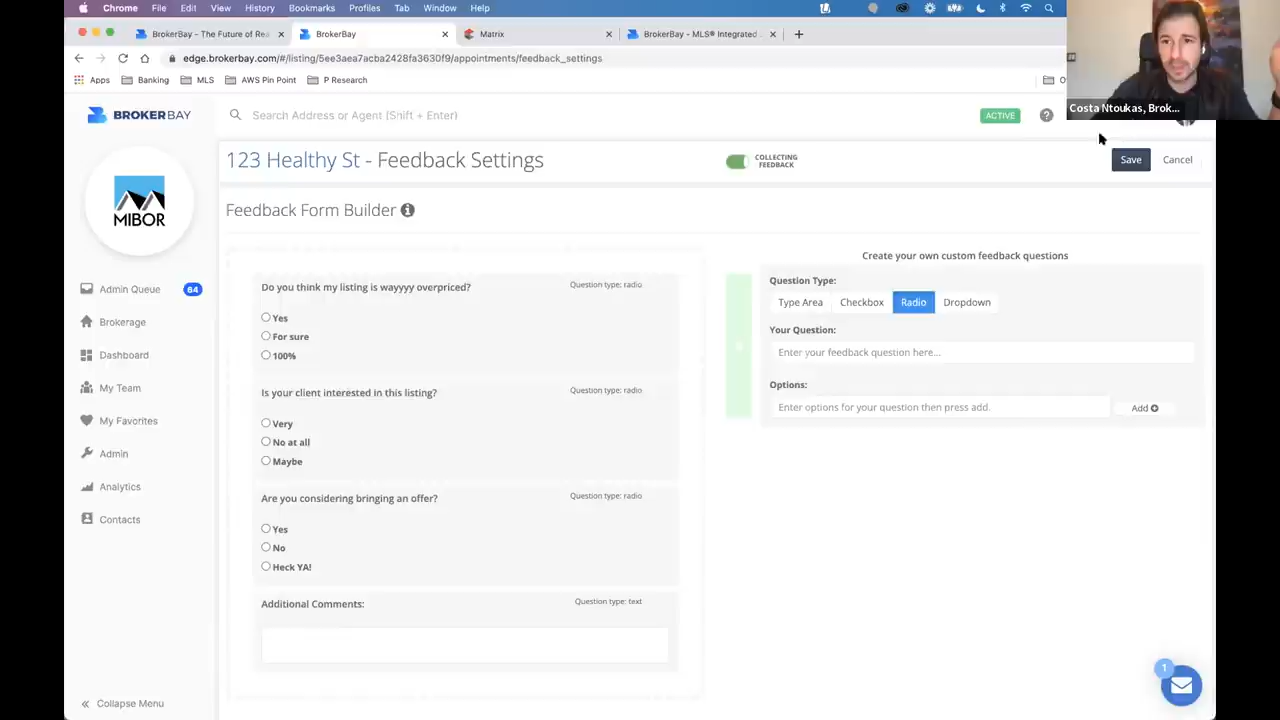 Chrome File Edit View History Bookmarks Profiles Tab Window Help
BrokerBay - The Future of Rea
BrokerBay
Matrix
BrokerBay - MLS® Integrated
edge.brokerbay.com/#/listing/5ee3aea7acba2428fa3630f9/appointments/feedback_settings
Apps Banking MLS AWS Pin Point P Research
Costa Ntoukas, Brok...
BROKERBAY
Search Address or Agent (Shift + Enter)
ACTIVE
123 Healthy St - Feedback Settings
COLLECTING
FEEDBACK
Save Cancel
MIBOR
Admin Queue 64
Brokerage
Dashboard
My Team
My Favorites
Admin
Analytics
Contacts
Collapse Menu
Feedback Form Builder
Do you think my listing is wayyyy overpriced? Question type: radio
Yes
For sure
100%
Is your client interested in this listing? Question type: radio
Very
No at all
Maybe
Are you considering bringing an offer? Question type: radio
Yes
No
Heck YA!
Additional Comments: Question type: text
Create your own custom feedback questions
Question Type:
Type Area Checkbox Radio Dropdown
Your Question:
Enter your feedback question here...
Options:
Enter options for your question then press add.
Add
1